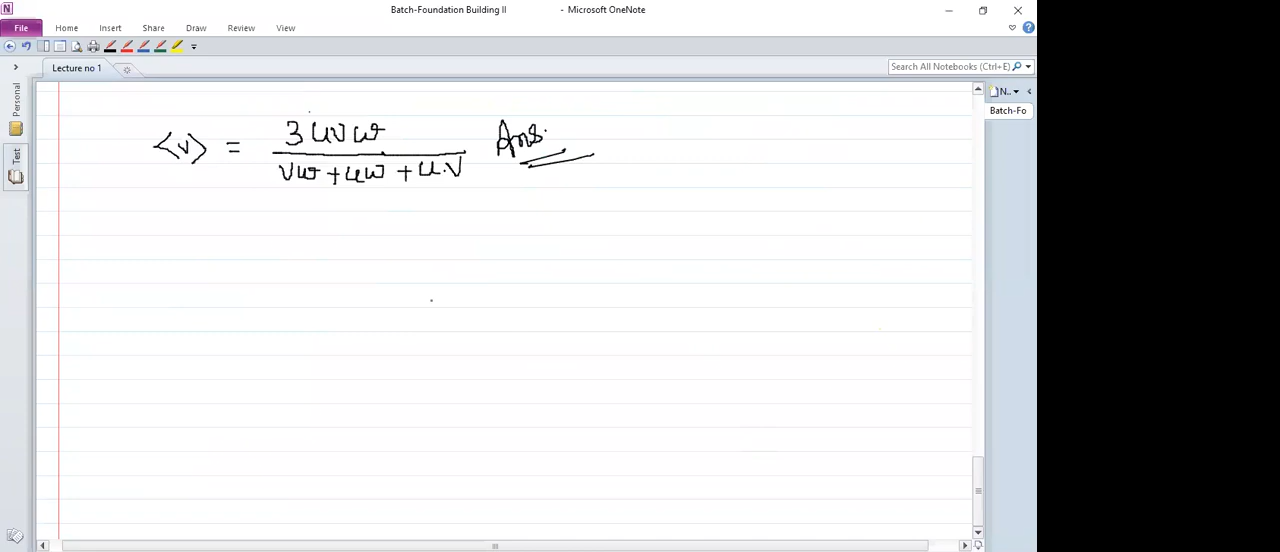 Batch-Foundation Building II - Microsoft OneNote
File Home Insert Share Draw Review View
Lecture no 1
Search All Notebooks (Ctrl+E)
Personal
Test
N..
Batch-Fo
<v> = 3uvw / vw + uw + u.v Ans.